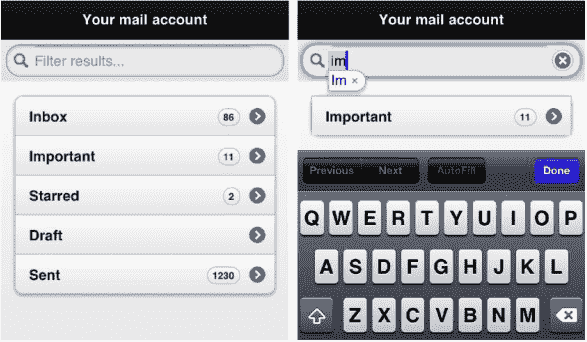 Your mail account
Filter results...
Inbox 86
Important 11
Starred 2
Draft
Sent 1230
Your mail account
im
Im ×
Important 11
Previous Next AutoFill Done
Q W E R T Y U I O P
A S D F G H J K L
Z X C V B N M